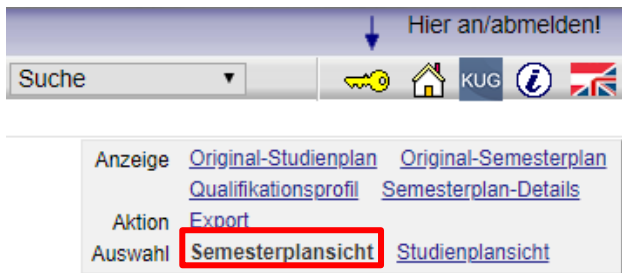 Hier an/abmelden!
Suche KUG i
Anzeige Original-Studienplan Original-Semesterplan
Qualifikationsprofil Semesterplan-Details
Aktion Export
Auswahl Semesterplansicht Studienplansicht